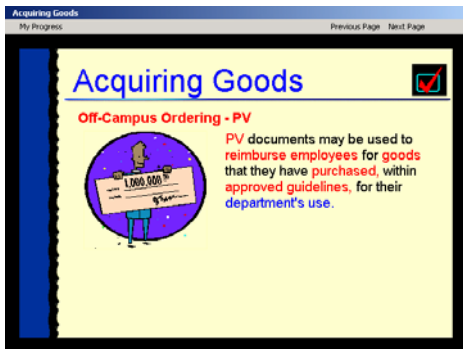 Acquiring Goods
My Progress Previous Page Next Page
Acquiring Goods
Off-Campus Ordering - PV
PV documents may be used to
reimburse employees for goods
that they have purchased, within
approved guidelines, for their
department's use.
1,000,000